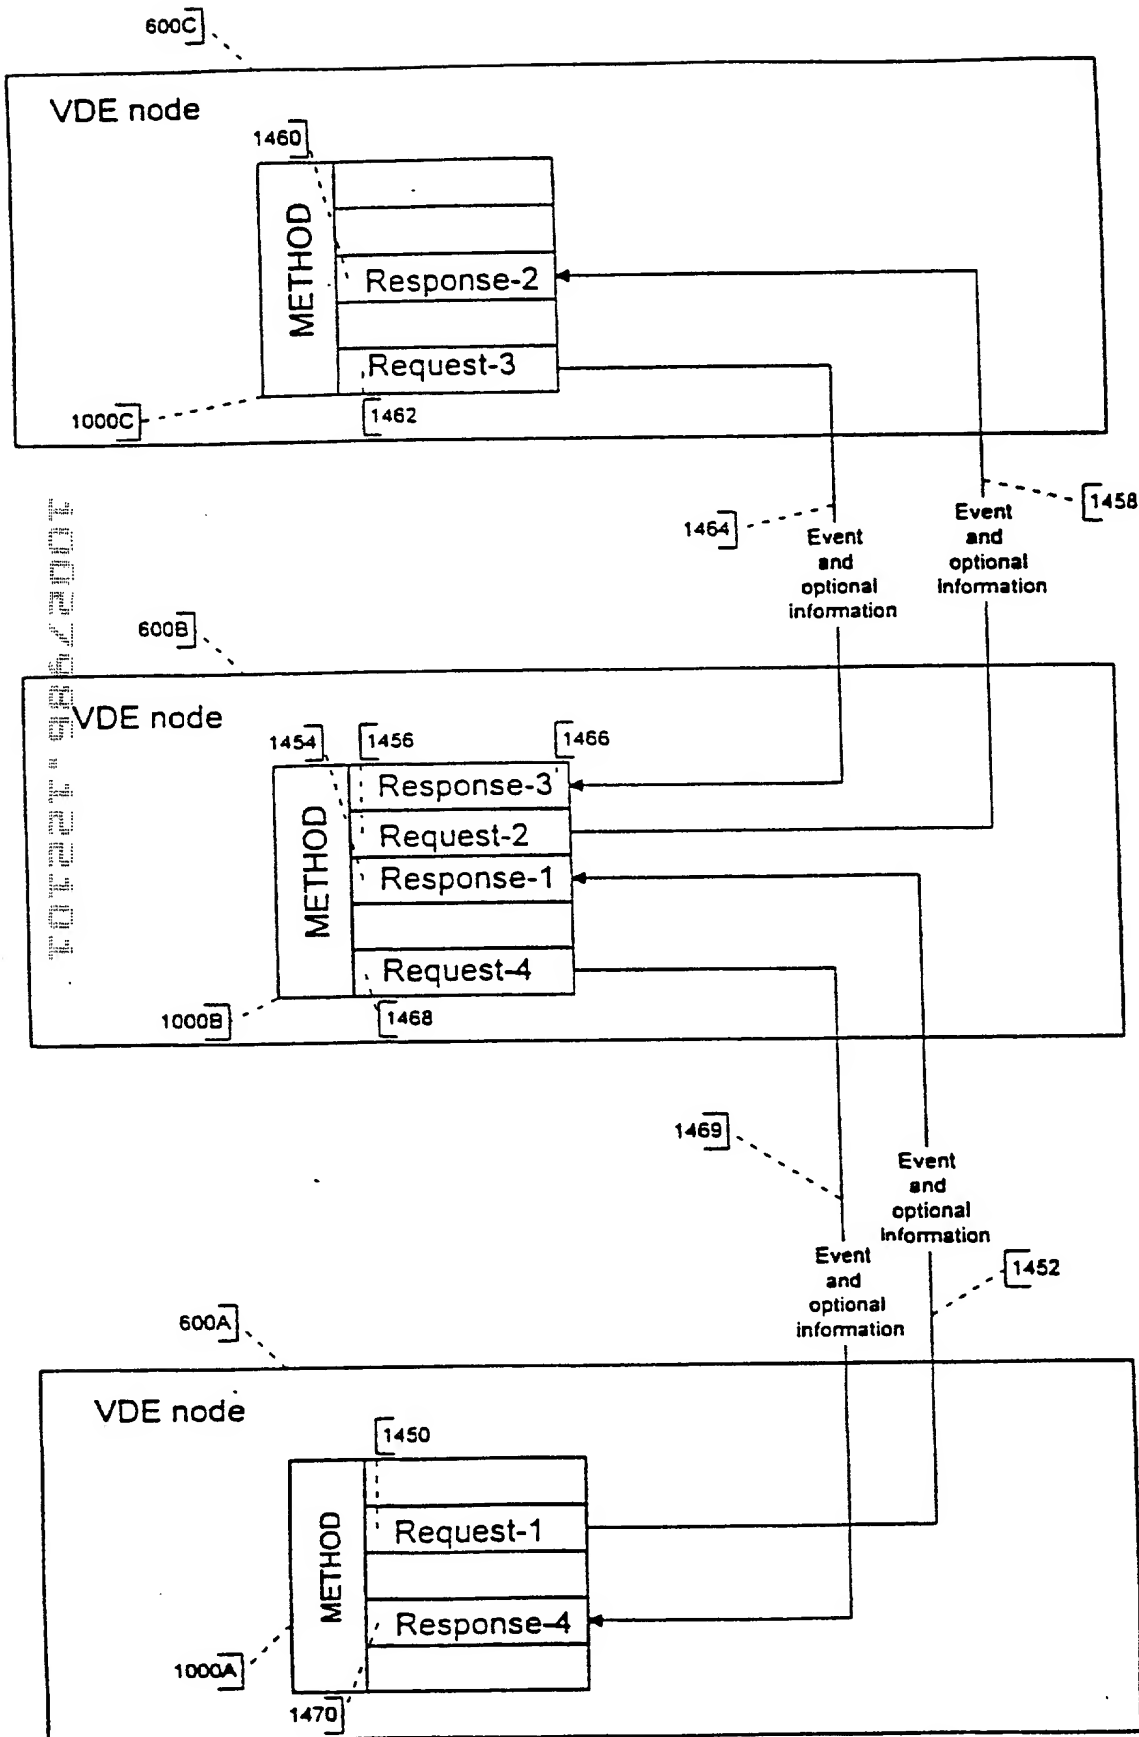 600C
VDE node
1460
METHOD
Response-2
Request-3
1000C
1462
1464
1458
Event
and
optional
information
Event
and
optional
information
600B
VDE node
1454
1456
1466
METHOD
Response-3
Request-2
Response-1
Request-4
1000B
1468
1469
Event
and
optional
information
Event
and
optional
information
1452
600A
VDE node
1450
METHOD
Request-1
Response-4
1000A
1470